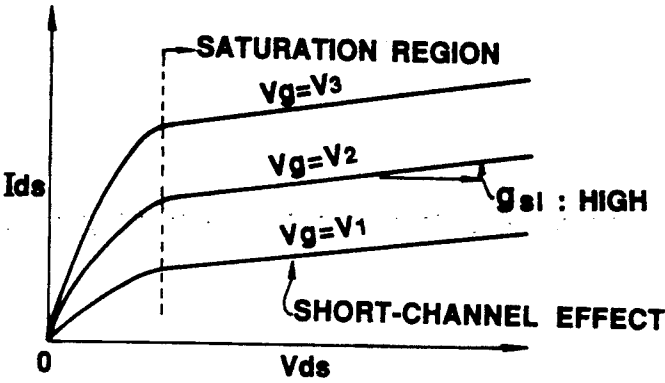 SATURATION REGION
Vg=V3
Ids
Vg=V2
gsl : HIGH
Vg=V1
SHORT-CHANNEL EFFECT
0
Vds